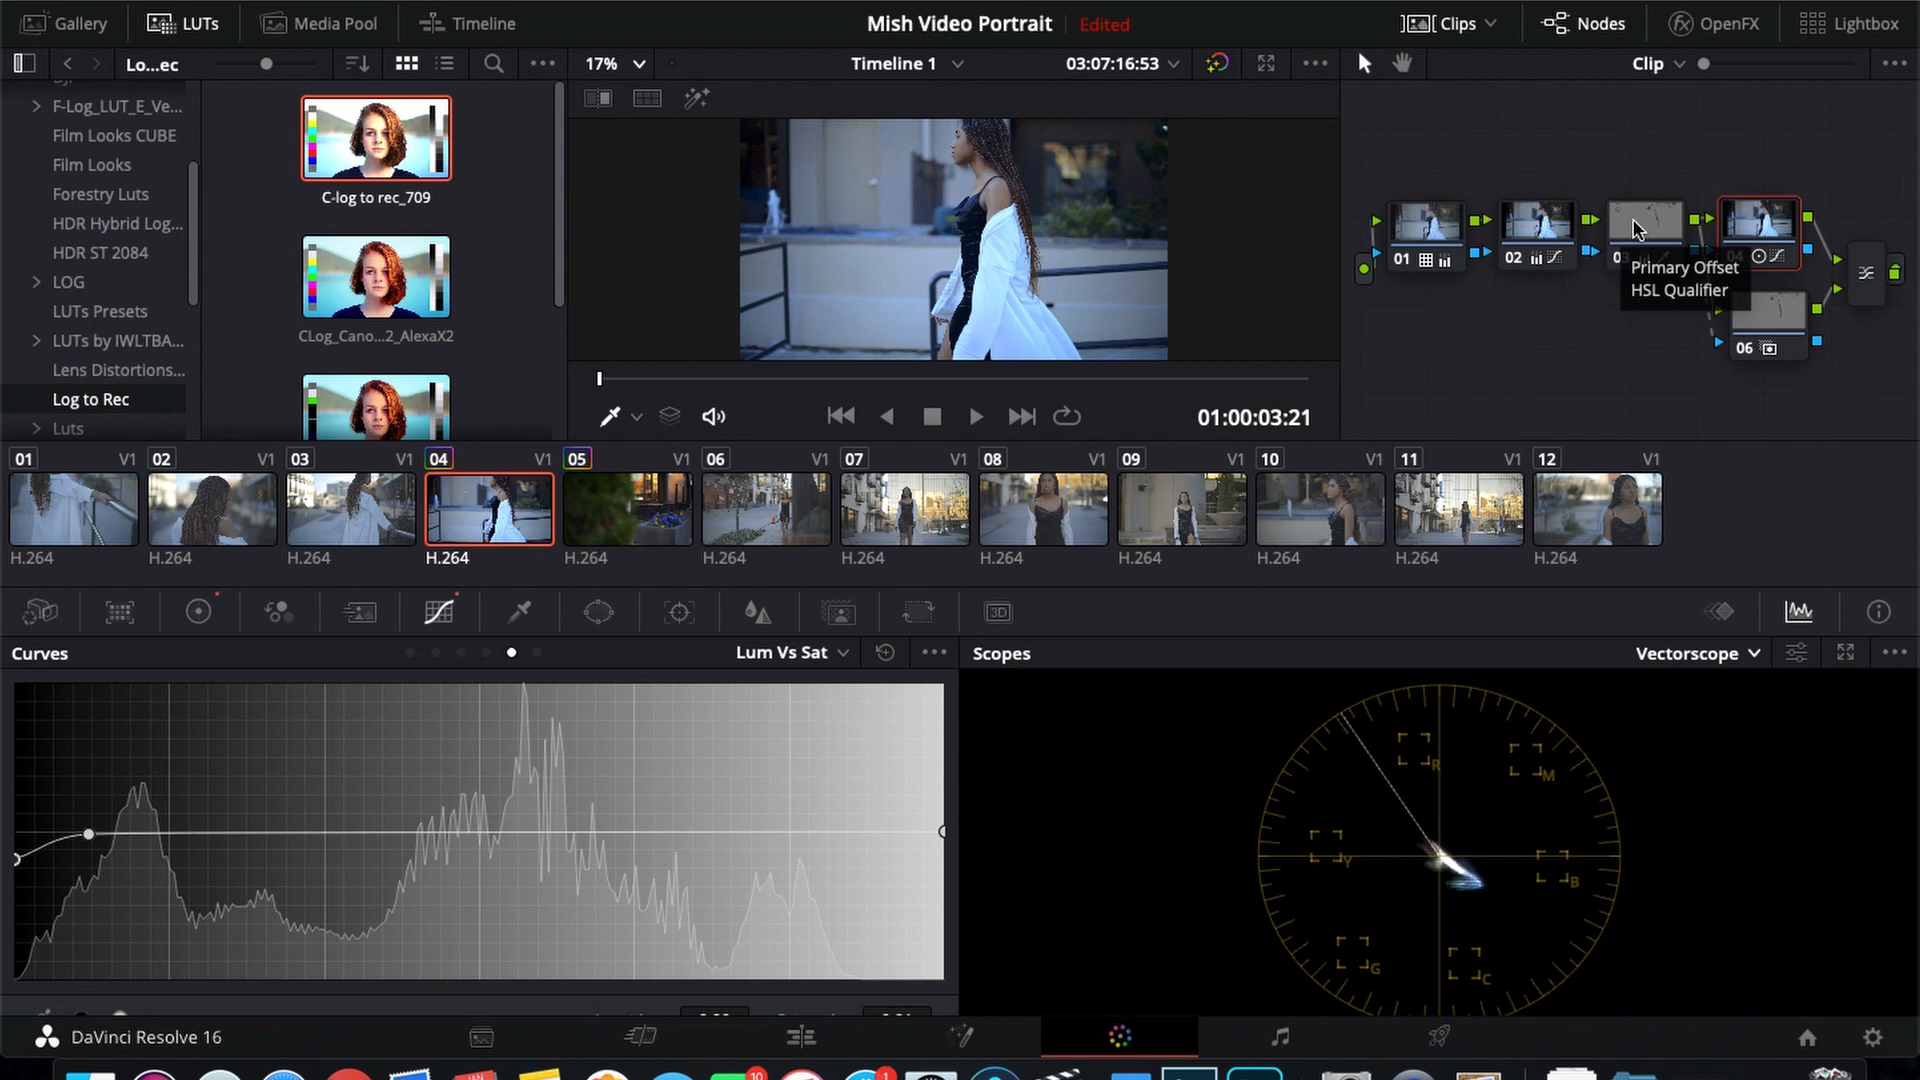 Gallery LUTs Media Pool Timeline Mish Video Portrait Edited Clips Nodes OpenFX Lightbox
Lo...ec 17% Timeline 1 03:07:16:53 Clip
F-Log_LUT_E_Ve...
Film Looks CUBE
Film Looks
Forestry Luts
HDR Hybrid Log...
HDR ST 2084
LOG
LUTs Presets
LUTs by IWLTBA...
Lens Distortions...
Log to Rec
Luts
C-log to rec_709
CLog_Cano...2_AlexaX2
01:00:03:21
01 02
Primary Offset
HSL Qualifier
06
01 V1 02 V1 03 V1 04 V1 05 V1 06 V1 07 V1 08 V1 09 V1 10 V1 11 V1 12 V1
H.264 H.264 H.264 H.264 H.264 H.264 H.264 H.264 H.264 H.264 H.264 H.264
3D
Curves Lum Vs Sat Scopes Vectorscope
R
M
Y
B
G
C
DaVinci Resolve 16
JAN 10 1